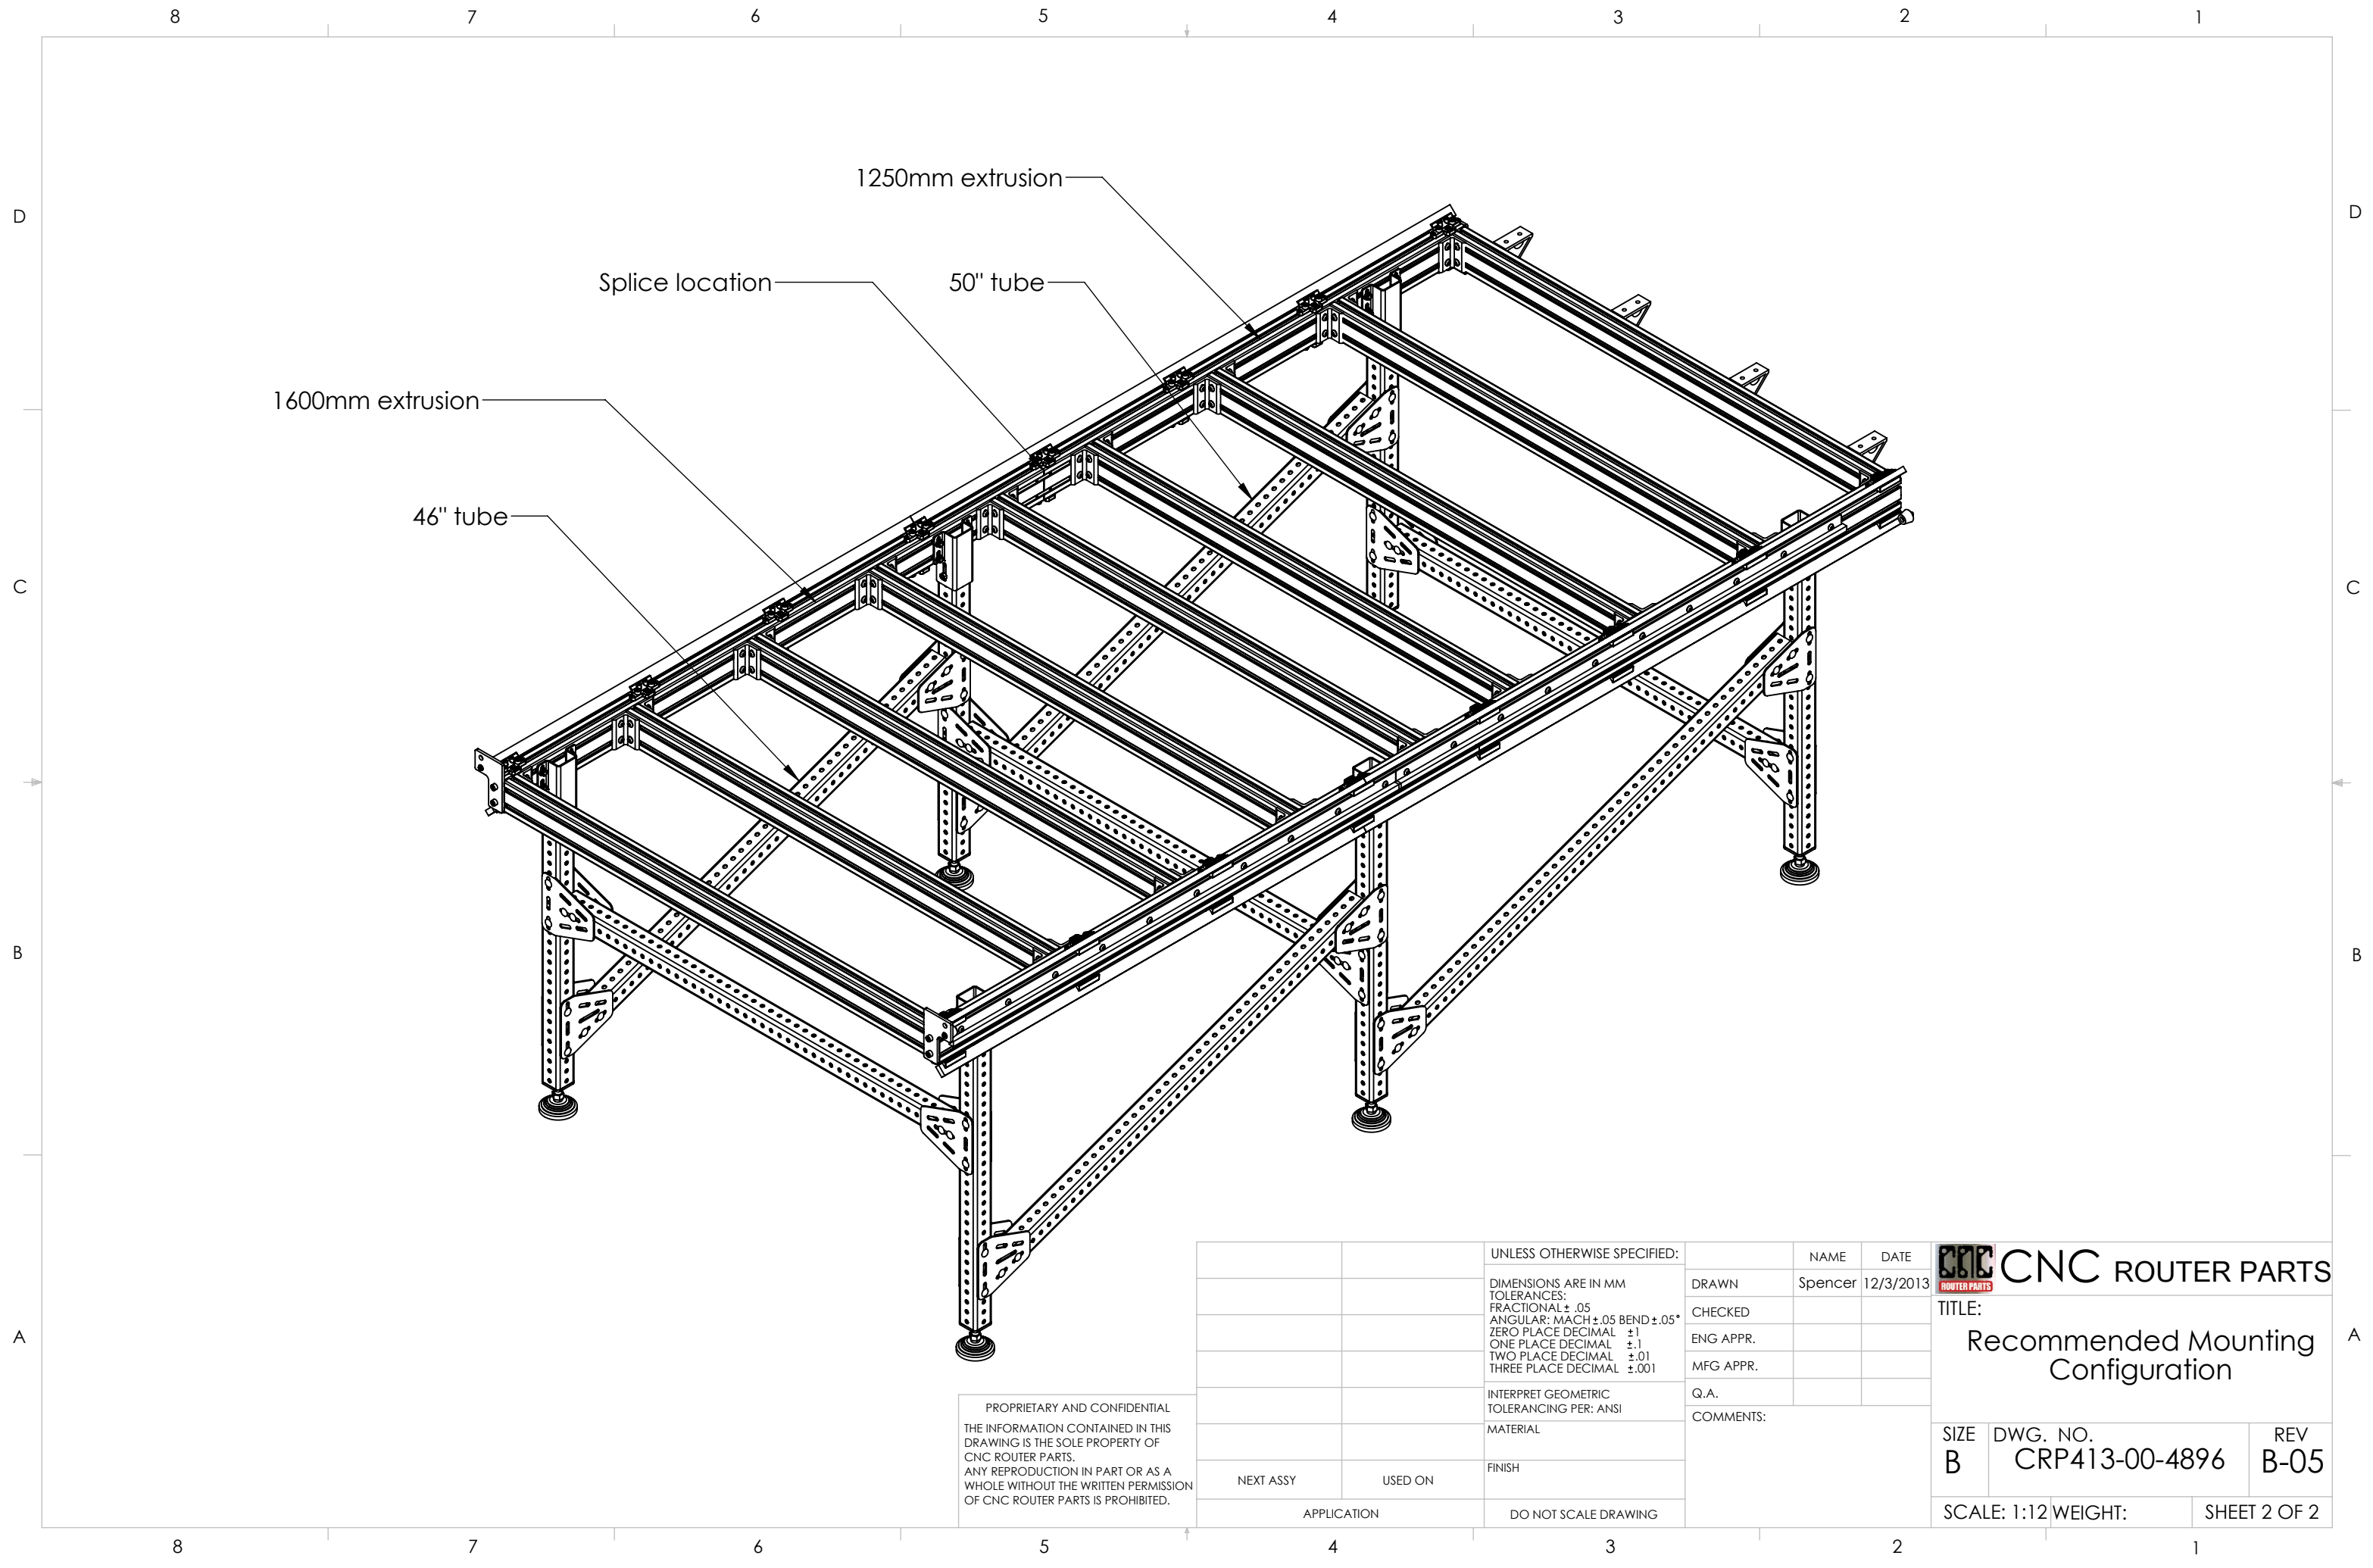 8 7 6 5 4 3 2 1
D D
C C
B B
A A
1250mm extrusion
Splice location
50" tube
1600mm extrusion
46" tube
PROPRIETARY AND CONFIDENTIAL
THE INFORMATION CONTAINED IN THIS
DRAWING IS THE SOLE PROPERTY OF
CNC ROUTER PARTS.
ANY REPRODUCTION IN PART OR AS A
WHOLE WITHOUT THE WRITTEN PERMISSION
OF CNC ROUTER PARTS IS PROHIBITED.
NEXT ASSY USED ON
APPLICATION
UNLESS OTHERWISE SPECIFIED:
DIMENSIONS ARE IN MM
TOLERANCES:
FRACTIONAL± .05
ANGULAR: MACH±.05 BEND±.05°
ZERO PLACE DECIMAL ±1
ONE PLACE DECIMAL ±.1
TWO PLACE DECIMAL ±.01
THREE PLACE DECIMAL ±.001
INTERPRET GEOMETRIC
TOLERANCING PER: ANSI
MATERIAL
FINISH
DO NOT SCALE DRAWING
NAME DATE
DRAWN Spencer 12/3/2013
CHECKED
ENG APPR.
MFG APPR.
Q.A.
COMMENTS:
CNC
ROUTER PARTS
CNC ROUTER PARTS
TITLE:
Recommended Mounting
Configuration
SIZE DWG. NO. REV
B CRP413-00-4896 B-05
SCALE: 1:12 WEIGHT: SHEET 2 OF 2
8 7 6 5 4 3 2 1